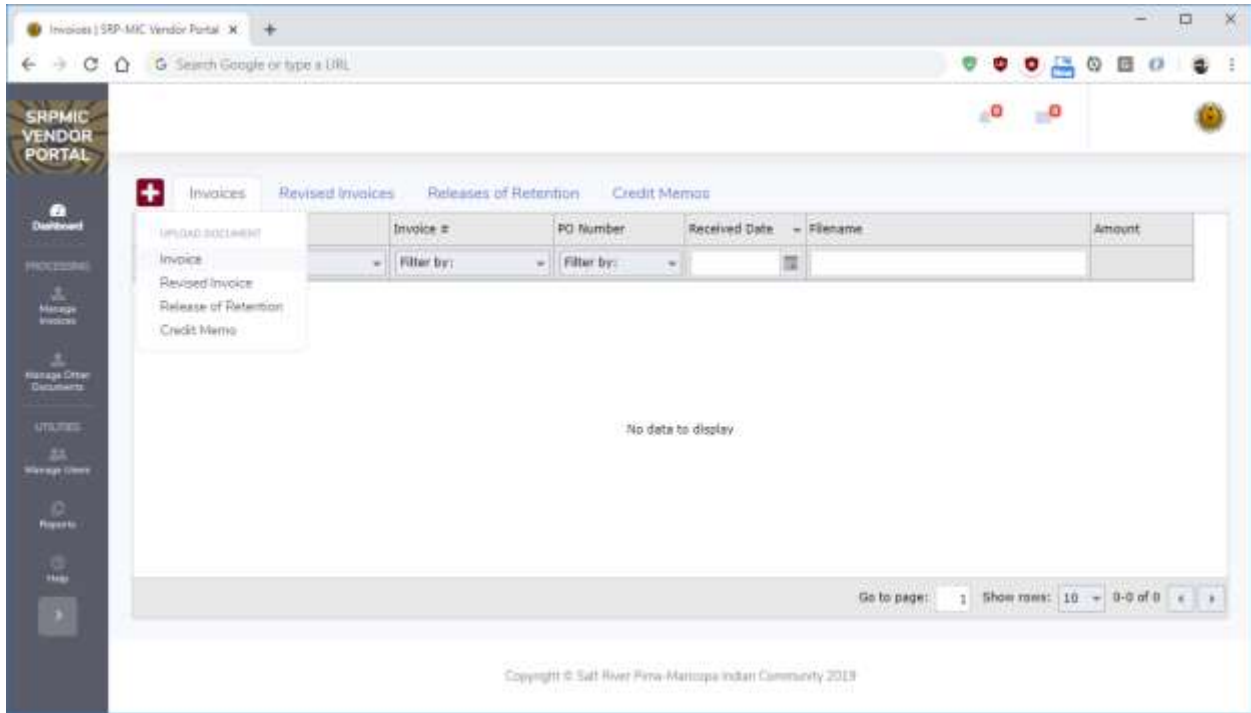 Invoices | SRP-MIC Vendor Portal
Search Google or type a URL
SRPMIC
VENDOR
PORTAL
Dashboard
PROCESSING
Manage
Invoices
Manage Other
Documents
UTILITIES
Manage Users
Reports
Help
Invoices Revised Invoices Releases of Retention Credit Memos
UPLOAD DOCUMENT
Invoice
Revised Invoice
Release of Retention
Credit Memo
Invoice # PO Number Received Date Filename Amount
Filter by: Filter by:
No data to display
Go to page: 1 Show rows: 10 0-0 of 0
Copyright © Salt River Pima-Maricopa Indian Community 2019